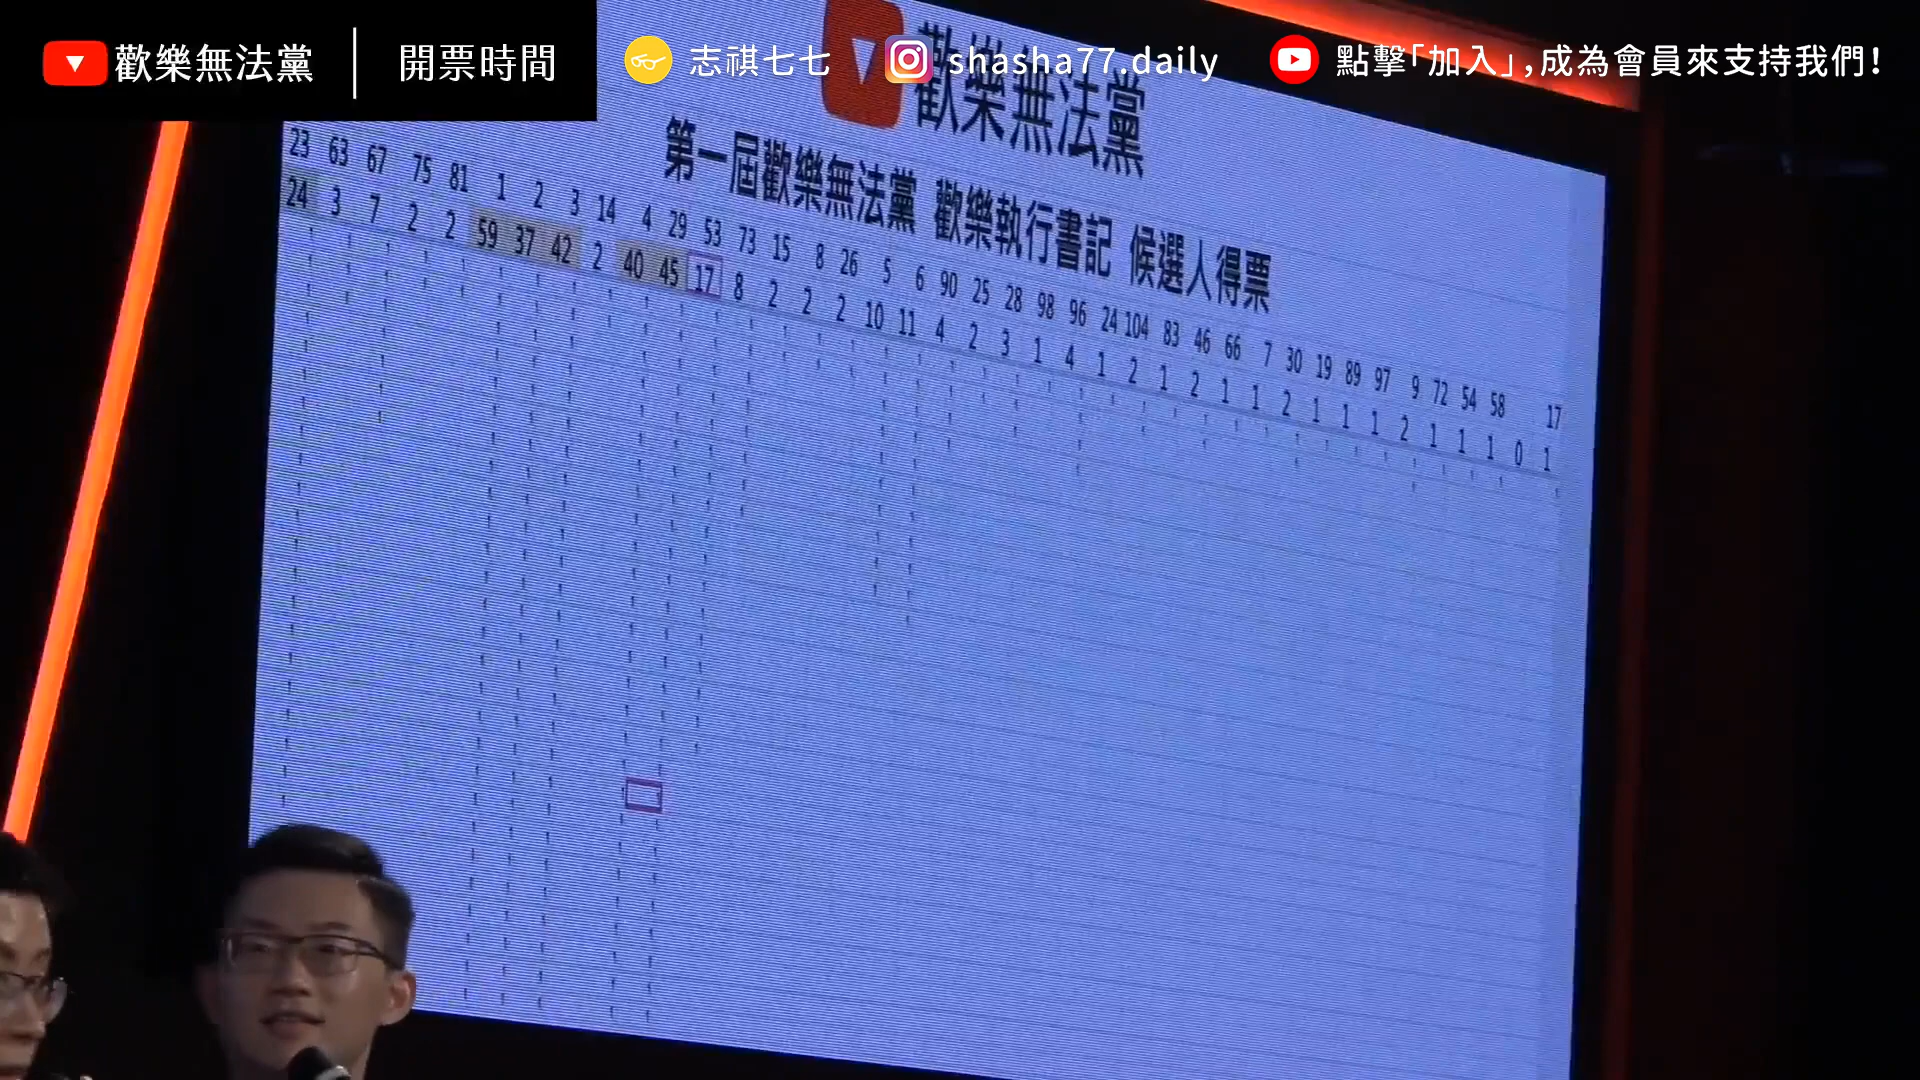 歡樂無法黨 開票時間 志祺七七 shasha77.daily 點擊「加入」,成為會員來支持我們!
歡樂無法黨
第一屆歡樂無法黨 歡樂執行書記 候選人得票
23 63 67 75 81 1 2 3 14 4 29 53 73 15 8 26 5 6 90 25 28 98 96 24 104 83 46 66 7 30 19 89 97 9 72 54 58 17
24 3 7 2 2 59 37 42 2 40 45 17 8 2 2 2 10 11 4 2 3 1 4 1 2 1 2 1 1 2 1 1 1 2 1 1 1 0 1